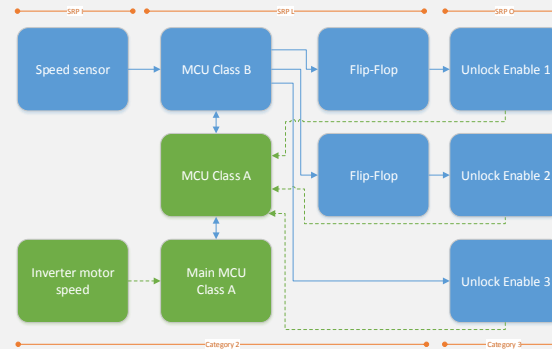 SRP I
SRP L
SRP O
Speed sensor
MCU Class B
Flip-Flop
Unlock Enable 1
MCU Class A
Flip-Flop
Unlock Enable 2
Inverter motor
speed
Main MCU
Class A
Unlock Enable 3
Category 2
Category 3